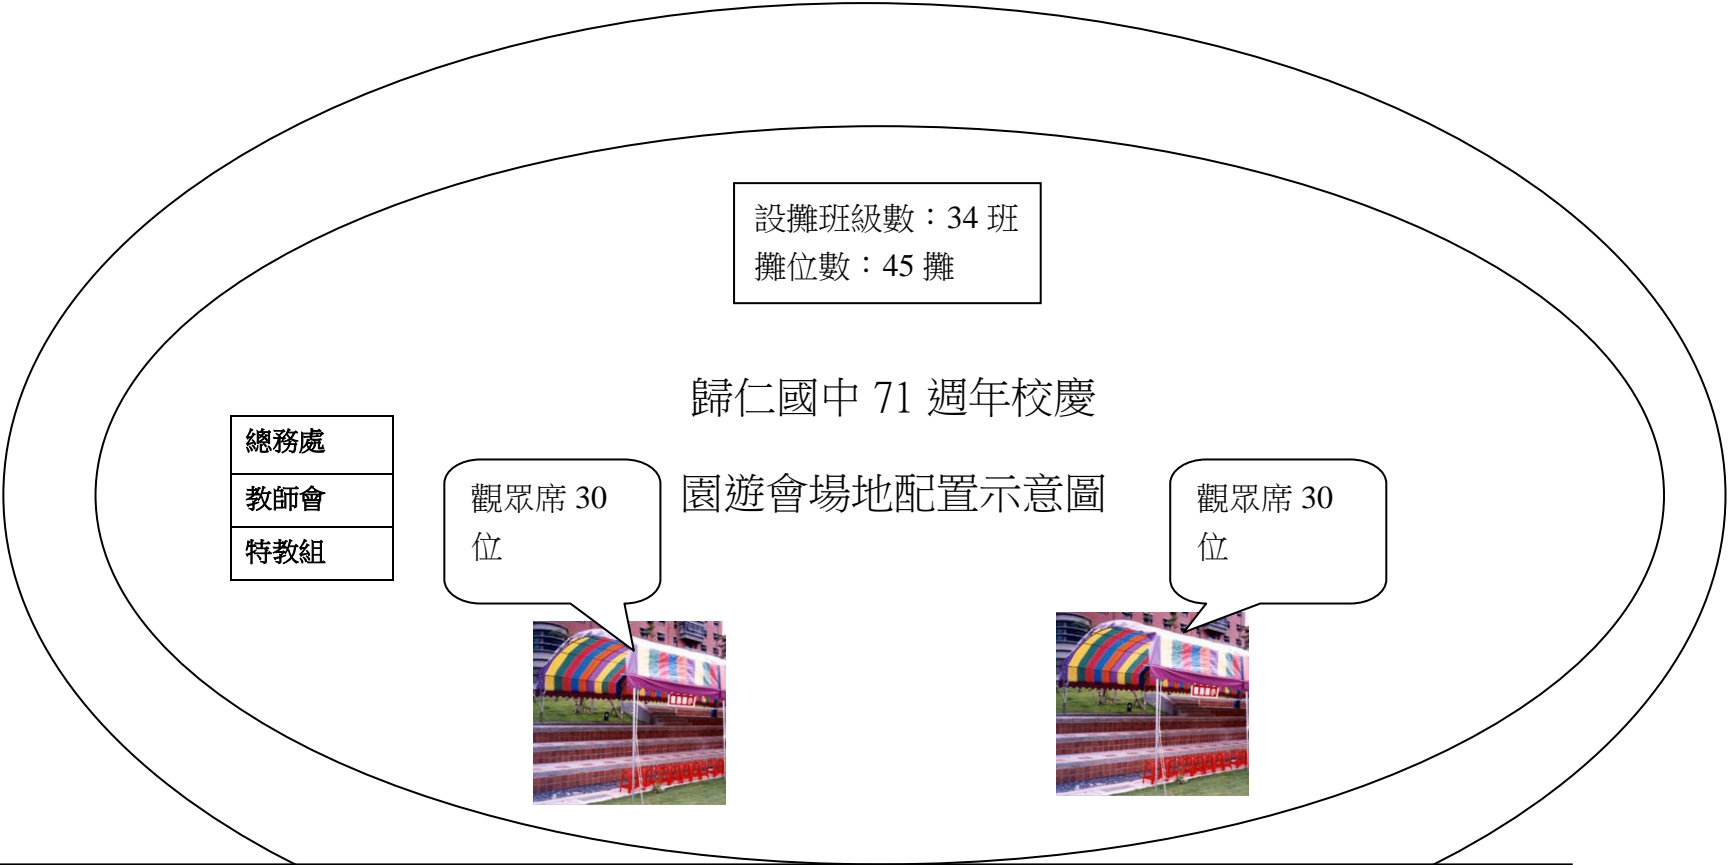 設攤班級數：34 班
攤位數：45 攤
歸仁國中 71 週年校慶
園遊會場地配置示意圖
總務處
教師會
特教組
觀眾席 30
位
觀眾席 30
位